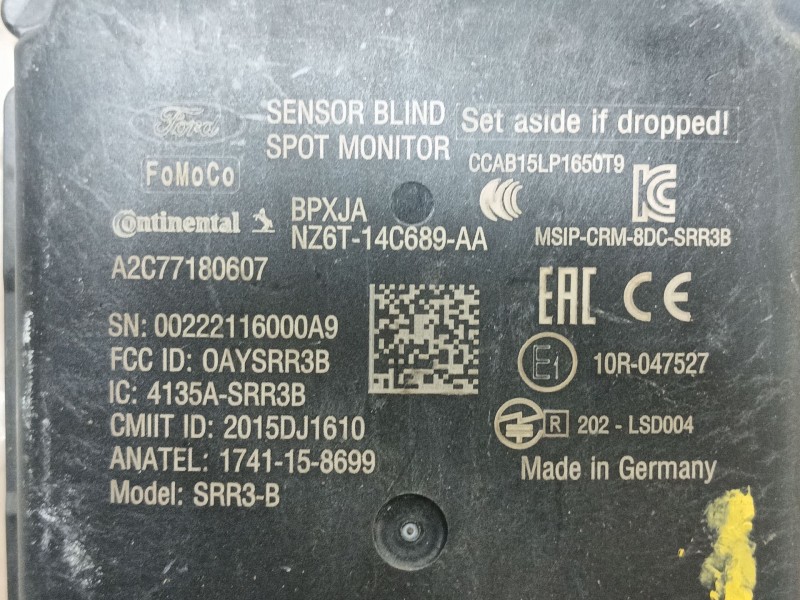 Ford
SENSOR BLIND
SPOT MONITOR
Set aside if dropped!
FoMoCo
CCAB15LP1650T9
Continental
BPXJA
NZ6T-14C689-AA
MSIP-CRM-8DC-SRR3B
A2C77180607
EAC CE
SN: 00222116000A9
FCC ID: OAYSRR3B
E1 10R-047527
IC: 4135A-SRR3B
CMIIT ID: 2015DJ1610
R 202 - LSD004
ANATEL: 1741-15-8699
Made in Germany
Model: SRR3-B